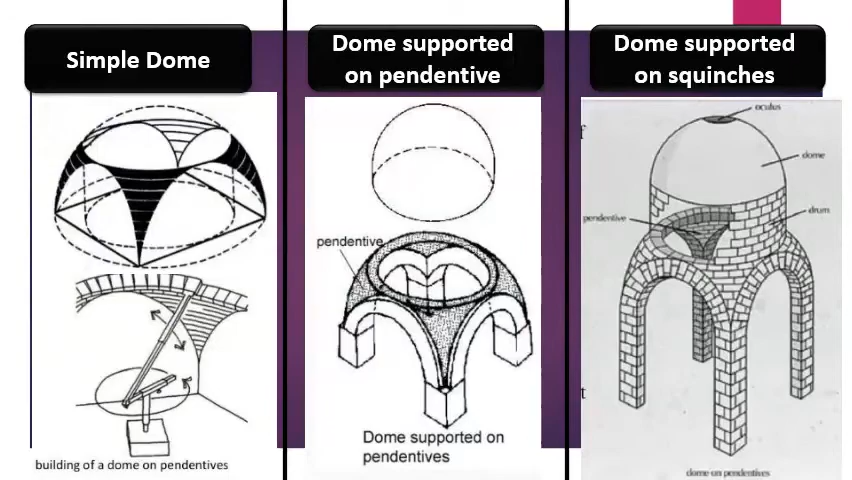 Simple Dome
building of a dome on pendentives
Dome supported
on pendentive
pendentive
Dome supported on
pendentives
Dome supported
on squinches
f
oculus
dome
pendentive
drum
t
dome on pendentives